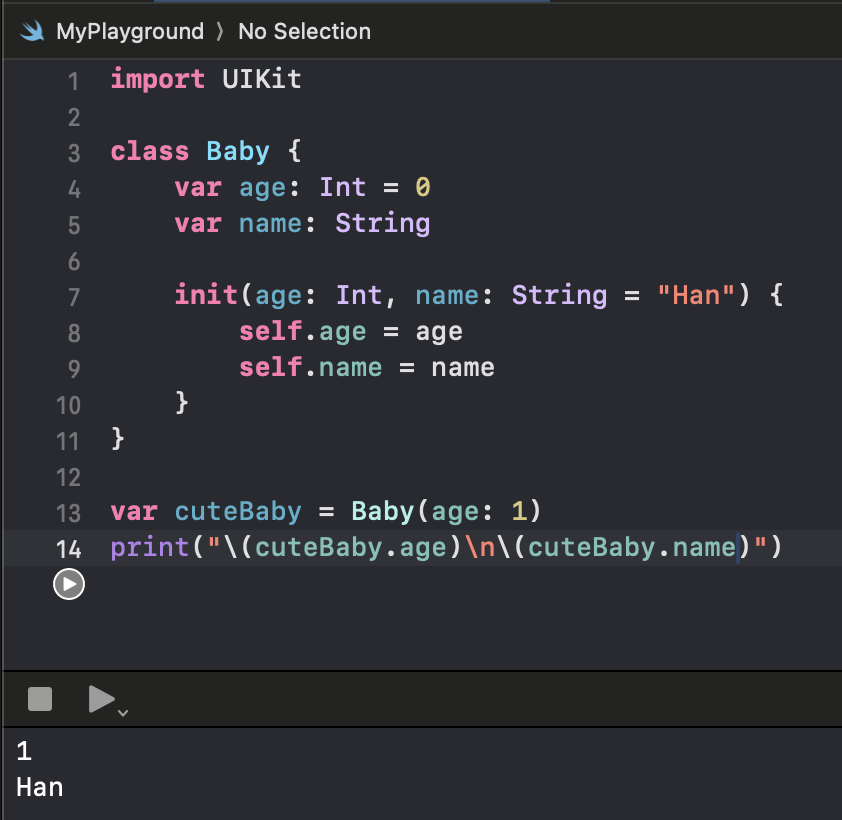 MyPlayground 〉 No Selection
1 import UIKit
2
3 class Baby {
4     var age: Int = 0
5     var name: String
6
7     init(age: Int, name: String = "Han") {
8         self.age = age
9         self.name = name
10     }
11 }
12
13 var cuteBaby = Baby(age: 1)
14 print("\(cuteBaby.age)\n\(cuteBaby.name)")
1
Han